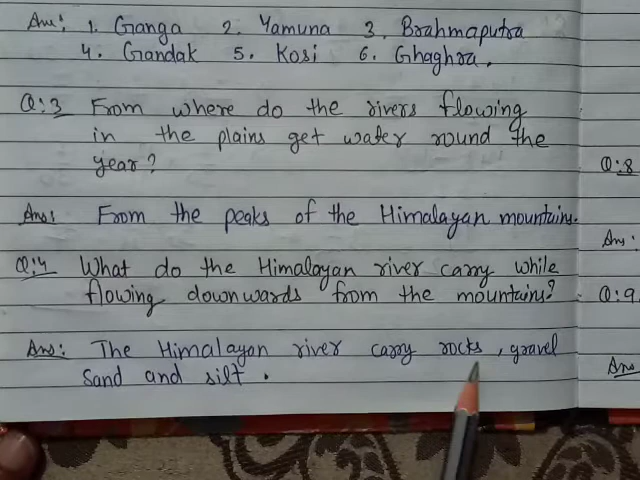 Ans: 1. Ganga 2. Yamuna 3. Brahmaputra
4. Gandak 5. Kosi 6. Ghaghra.
Q:3 From where do the rivers flowing
in the plains get water round the
year?
Ans: From the peaks of the Himalayan mountains.
Q:4 What do the Himalayan river carry while
flowing downwards from the mountains?
Ans: The Himalayan river carry rocks, gravel
Sand and silt.
Q:8
Ans:
Q:9
Ans